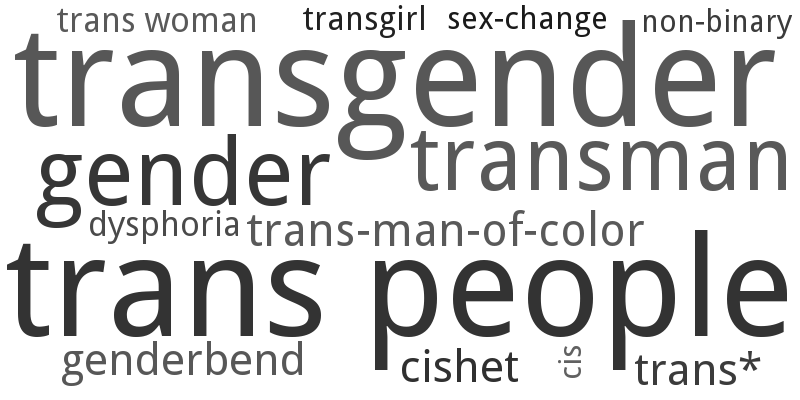 trans woman transgirl sex-change non-binary
transgender
gender transman
dysphoria trans-man-of-color
trans people
genderbend cishet cis trans*